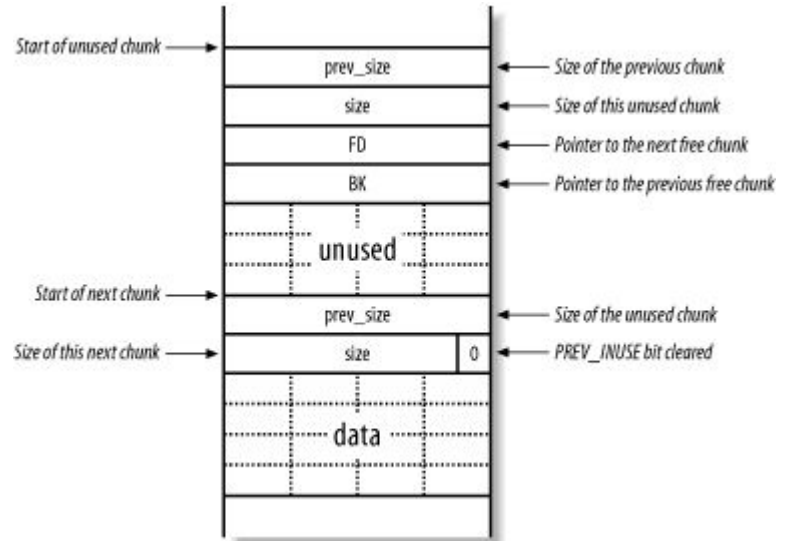 Start of unused chunk
prev_size
Size of the previous chunk
size
Size of this unused chunk
FD
Pointer to the next free chunk
BK
Pointer to the previous free chunk
unused
Start of next chunk
prev_size
Size of the unused chunk
Size of this next chunk
size
0
PREV_INUSE bit cleared
data